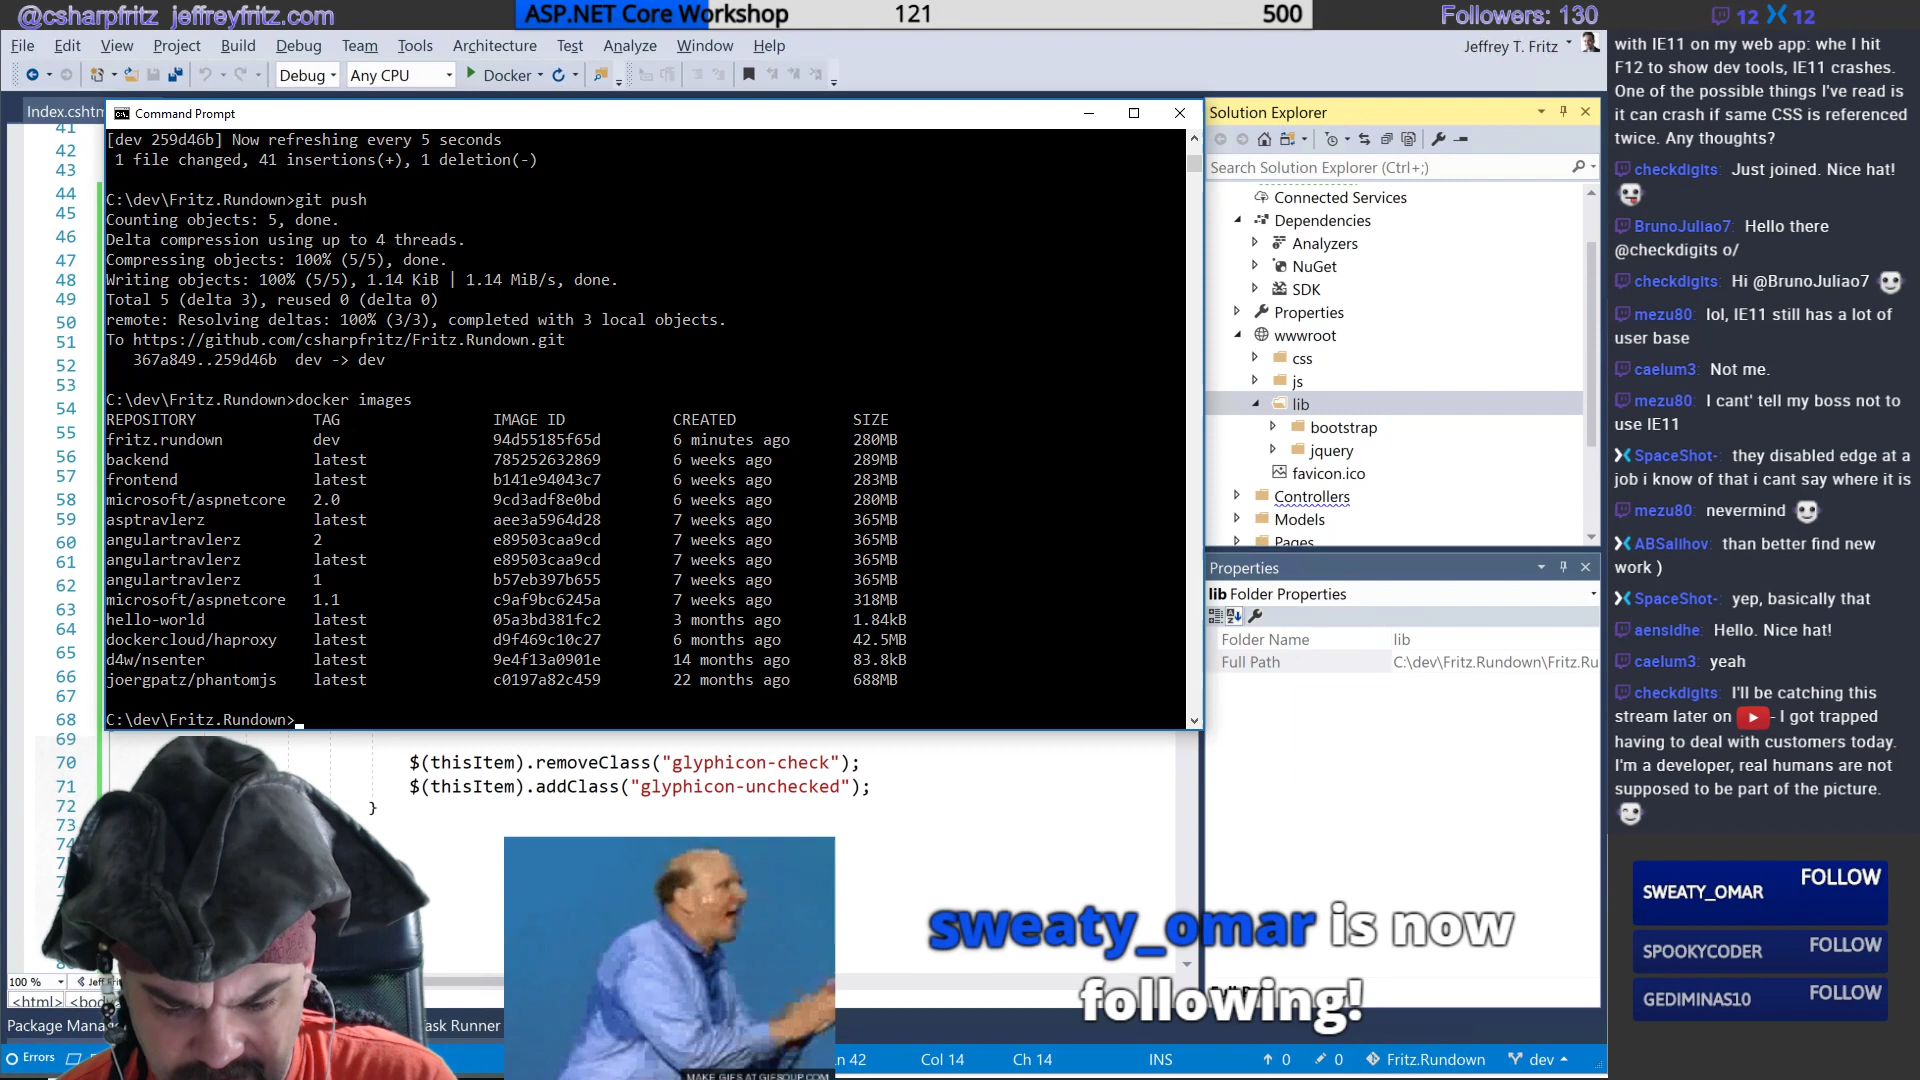 @csharpfritz jeffreyfritz.com
ASP.NET Core Workshop 121 500
Followers: 130
12 12
File Edit View Project Build Debug Team Tools Architecture Test Analyze Window Help
Jeffrey T. Fritz
Debug Any CPU Docker
Index.cshtm
Command Prompt
[dev 259d46b] Now refreshing every 5 seconds
1 file changed, 41 insertions(+), 1 deletion(-)
C:\dev\Fritz.Rundown>git push
Counting objects: 5, done.
Delta compression using up to 4 threads.
Compressing objects: 100% (5/5), done.
Writing objects: 100% (5/5), 1.14 KiB | 1.14 MiB/s, done.
Total 5 (delta 3), reused 0 (delta 0)
remote: Resolving deltas: 100% (3/3), completed with 3 local objects.
To https://github.com/csharpfritz/Fritz.Rundown.git
367a849..259d46b dev -> dev
C:\dev\Fritz.Rundown>docker images
REPOSITORY TAG IMAGE ID CREATED SIZE
fritz.rundown dev 94d55185f65d 6 minutes ago 280MB
backend latest 785252632869 6 weeks ago 289MB
frontend latest b141e94043c7 6 weeks ago 283MB
microsoft/aspnetcore 2.0 9cd3adf8e0bd 6 weeks ago 280MB
asptravlerz latest aee3a5964d28 7 weeks ago 365MB
angulartravlerz 2 e89503caa9cd 7 weeks ago 365MB
angulartravlerz latest e89503caa9cd 7 weeks ago 365MB
angulartravlerz 1 b57eb397b655 7 weeks ago 365MB
microsoft/aspnetcore 1.1 c9af9bc6245a 7 weeks ago 318MB
hello-world latest 05a3bd381fc2 3 months ago 1.84kB
dockercloud/haproxy latest d9f469c10c27 6 months ago 42.5MB
d4w/nsenter latest 9e4f13a0901e 14 months ago 83.8kB
joergpatz/phantomjs latest c0197a82c459 22 months ago 688MB
C:\dev\Fritz.Rundown>
41
42
43
44
45
46
47
48
49
50
51
52
53
54
55
56
57
58
59
60
61
62
63
64
65
66
67
68
69
70
71
72
73
74
$(thisItem).removeClass("glyphicon-check");
$(thisItem).addClass("glyphicon-unchecked");
}
100 %
<html> <body
Package Mana
ask Runner
Errors
Ln 42 Col 14 Ch 14 INS 0 0 Fritz.Rundown dev
MAKE GIFS AT GIFSOUP.COM
sweaty_omar is now
following!
Solution Explorer
Search Solution Explorer (Ctrl+;)
Connected Services
Dependencies
Analyzers
NuGet
SDK
Properties
wwwroot
css
js
lib
bootstrap
jquery
favicon.ico
Controllers
Models
Pages
Properties
lib Folder Properties
Folder Name lib
Full Path C:\dev\Fritz.Rundown\Fritz.Ru
with IE11 on my web app: whe I hit
F12 to show dev tools, IE11 crashes.
One of the possible things I've read is
it can crash if same CSS is referenced
twice. Any thoughts?
checkdigits: Just joined. Nice hat!
BrunoJuliao7: Hello there
@checkdigits o/
checkdigits: Hi @BrunoJuliao7
mezu80: lol, IE11 still has a lot of
user base
caelum3: Not me.
mezu80: I cant' tell my boss not to
use IE11
SpaceShot-: they disabled edge at a
job i know of that i cant say where it is
mezu80: nevermind
ABSalihov: than better find new
work )
SpaceShot-: yep, basically that
aensidhe: Hello. Nice hat!
caelum3: yeah
checkdigits: I'll be catching this
stream later on - I got trapped
having to deal with customers today.
I'm a developer, real humans are not
supposed to be part of the picture.
SWEATY_OMAR FOLLOW
SPOOKYCODER FOLLOW
GEDIMINAS10 FOLLOW